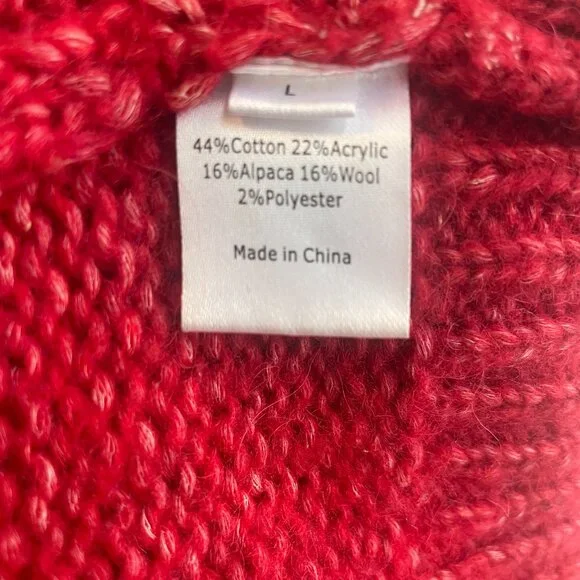 L
44%Cotton 22%Acrylic
16%Alpaca 16%Wool
2%Polyester
Made in China